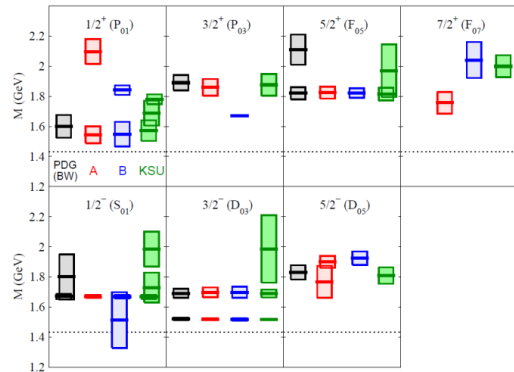 1/2⁺ (P₀₁) 3/2⁺ (P₀₃) 5/2⁺ (F₀₅) 7/2⁺ (F₀₇)
2.2
2
1.8
1.6
1.4
1.2
M (GeV)
PDG (BW) A B KSU
1/2⁻ (S₀₁) 3/2⁻ (D₀₃) 5/2⁻ (D₀₅)
2
1.8
1.6
1.4
1.2
M (GeV)